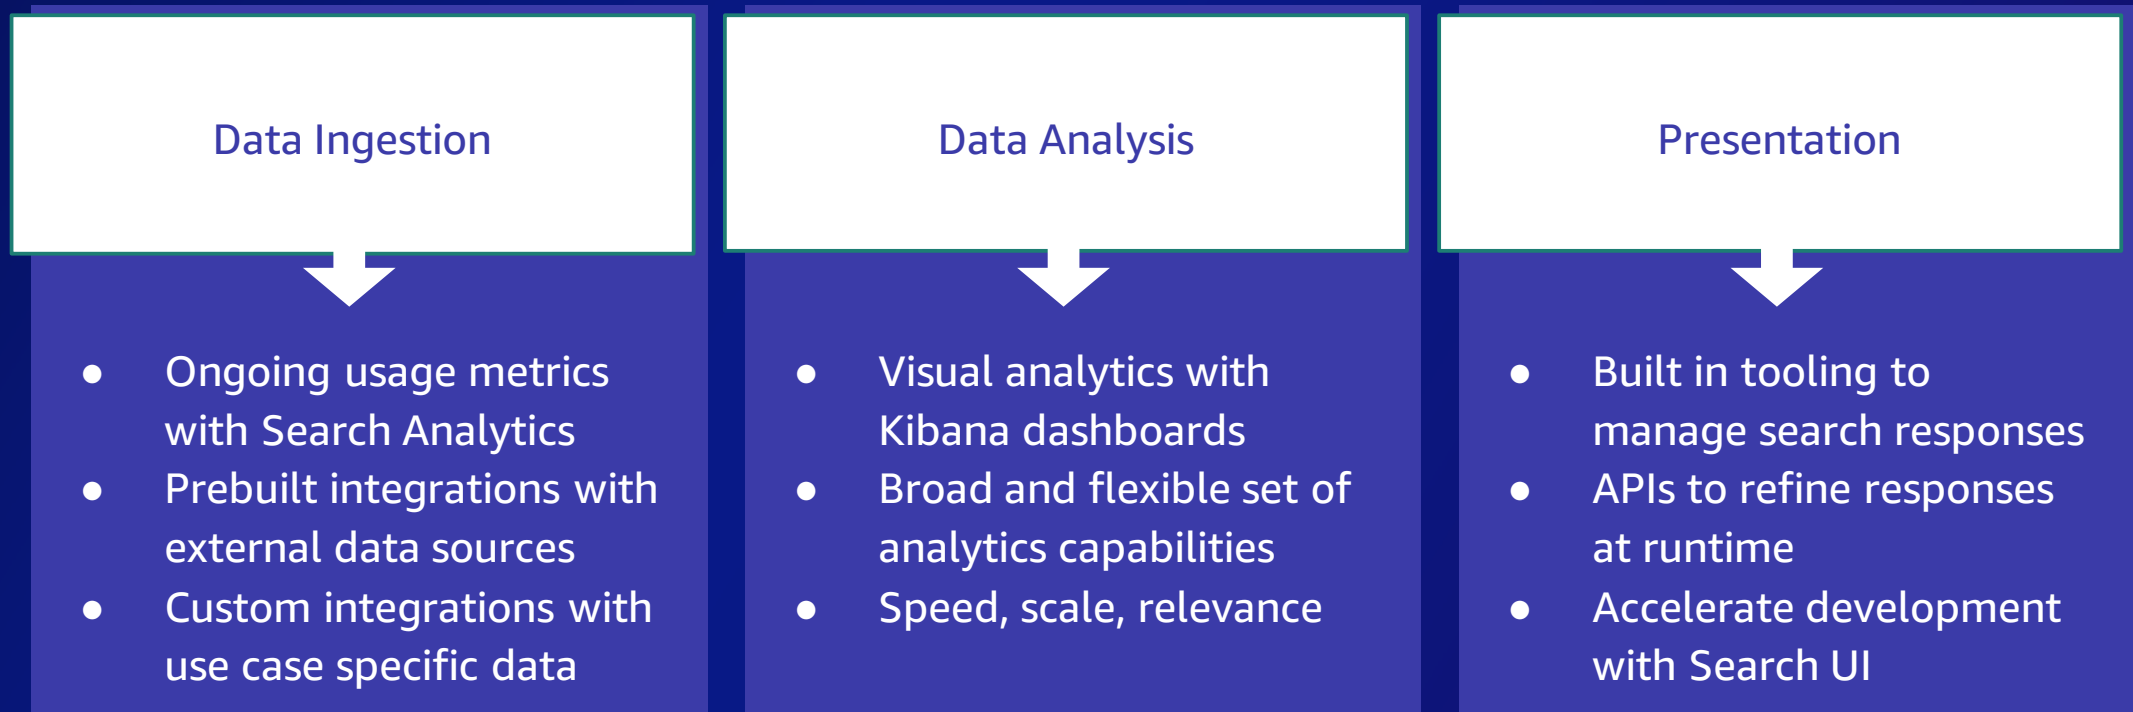 Data Ingestion
● Ongoing usage metrics
with Search Analytics
● Prebuilt integrations with
external data sources
● Custom integrations with
use case specific data
Data Analysis
● Visual analytics with
Kibana dashboards
● Broad and flexible set of
analytics capabilities
● Speed, scale, relevance
Presentation
● Built in tooling to
manage search responses
● APIs to refine responses
at runtime
● Accelerate development
with Search UI